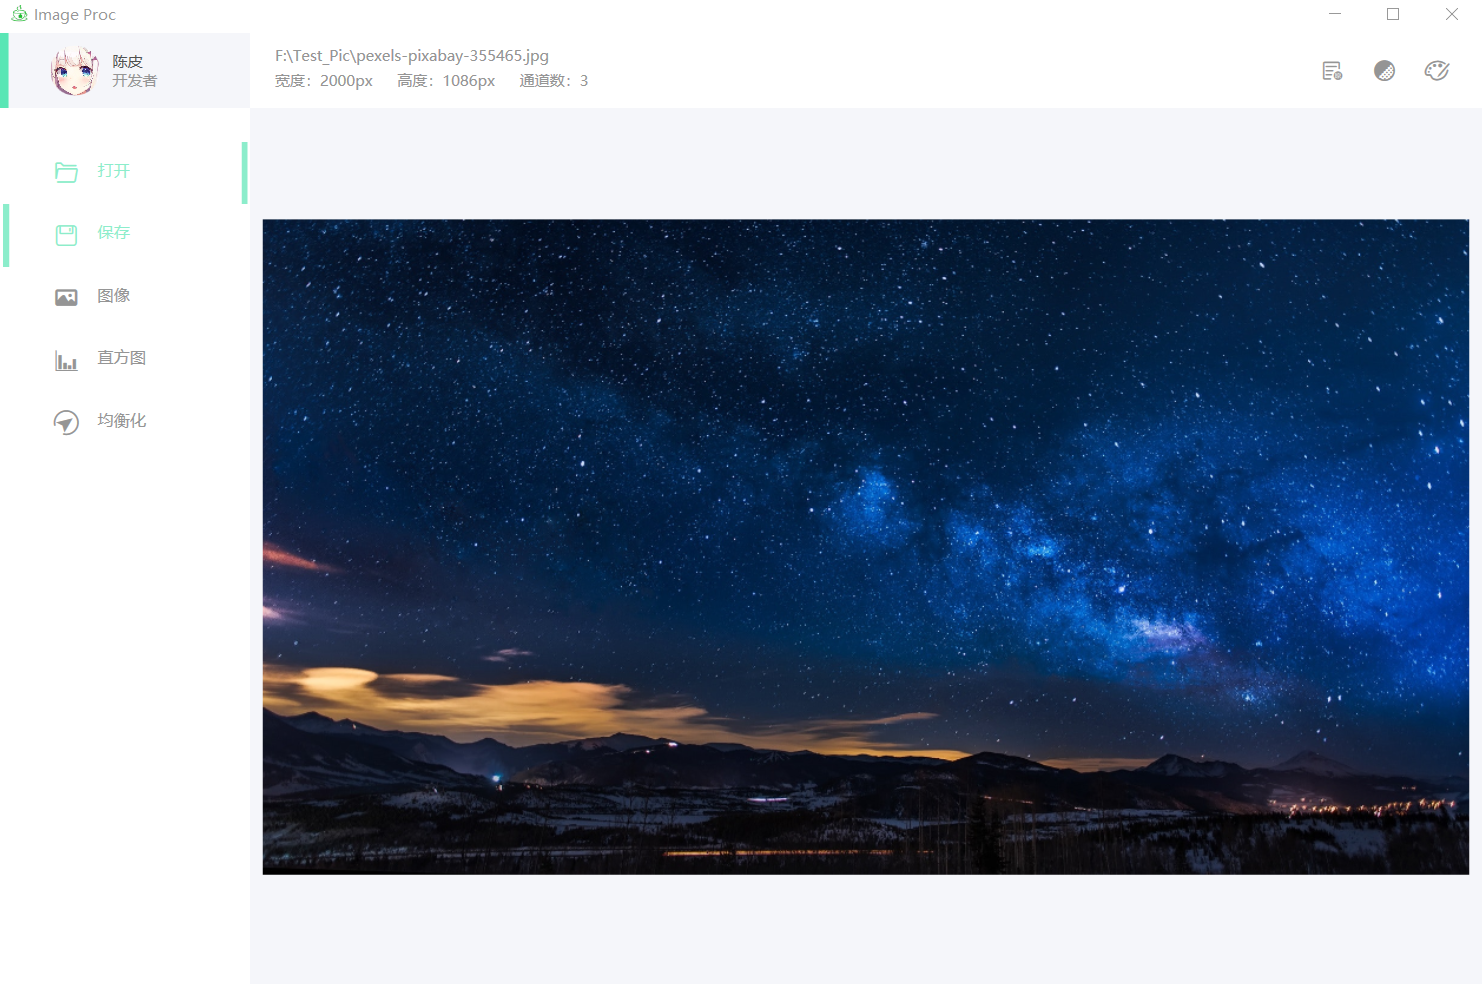 Image Proc
陈皮
开发者
F:\Test_Pic\pexels-pixabay-355465.jpg
宽度：2000px 高度：1086px 通道数：3
打开
保存
图像
直方图
均衡化